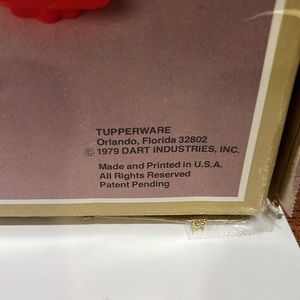 TUPPERWARE
Orlando, Florida 32802
© 1979 DART INDUSTRIES, INC.
Made and Printed in U.S.A.
All Rights Reserved
Patent Pending